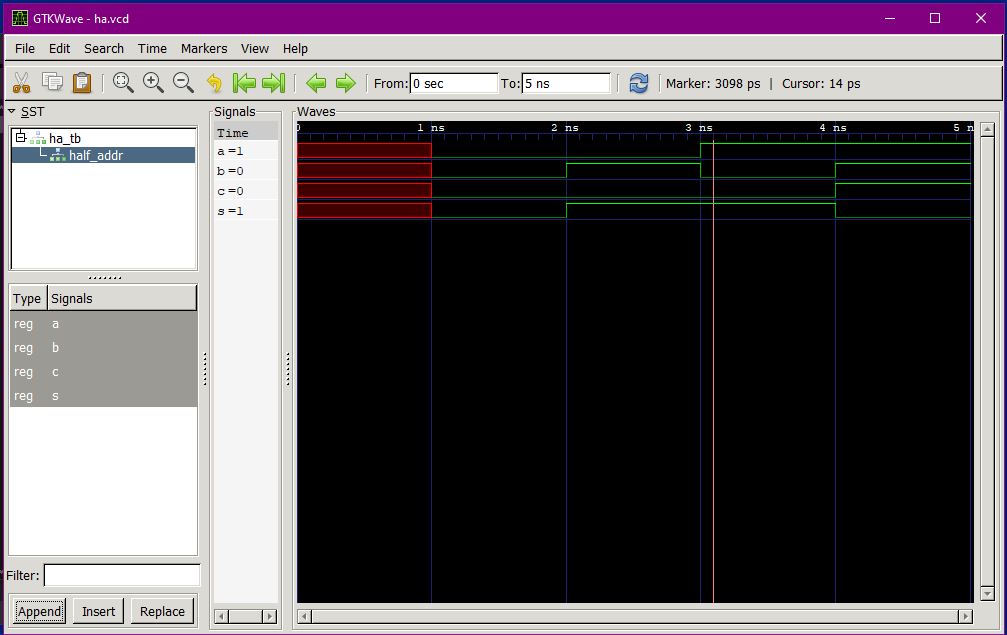 GTKWave - ha.vcd
File Edit Search Time Markers View Help
From: 0 sec To: 5 ns Marker: 3098 ps | Cursor: 14 ps
SST
ha_tb
half_addr
Type Signals
reg a
reg b
reg c
reg s
Filter:
Append Insert Replace
Signals
Time
a =1
b =0
c =0
s =1
Waves
0 1 ns 2 ns 3 ns 4 ns 5 n